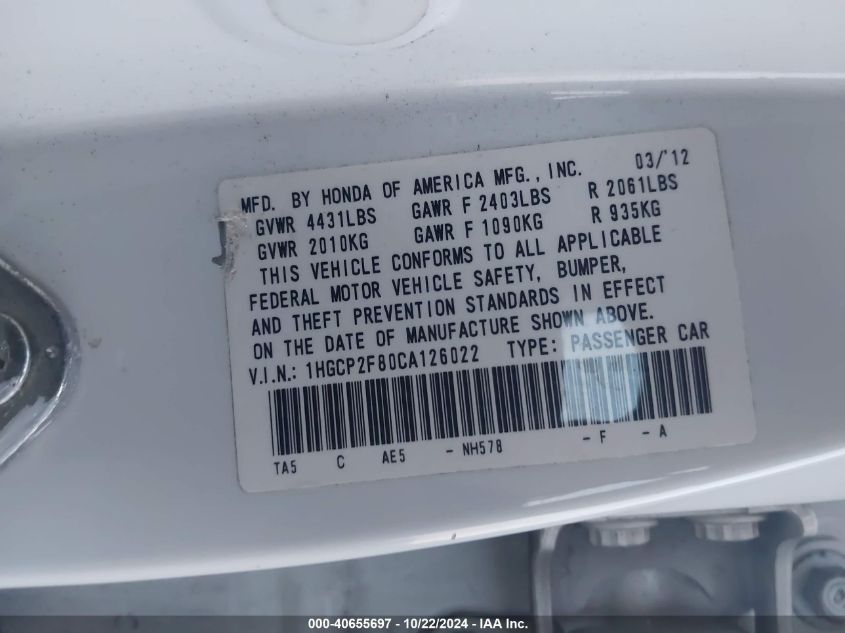 MFD. BY HONDA OF AMERICA MFG., INC. 03/'12
GVWR 4431LBS GAWR F 2403LBS R 2061LBS
GVWR 2010KG GAWR F 1090KG R 935KG
THIS VEHICLE CONFORMS TO ALL APPLICABLE
FEDERAL MOTOR VEHICLE SAFETY, BUMPER,
AND THEFT PREVENTION STANDARDS IN EFFECT
ON THE DATE OF MANUFACTURE SHOWN ABOVE.
V.I.N.: 1HGCP2F80CA126022 TYPE: PASSENGER CAR
TA5 C AE5 - NH578 - F - A
000-40655697 - 10/22/2024 - IAA Inc.